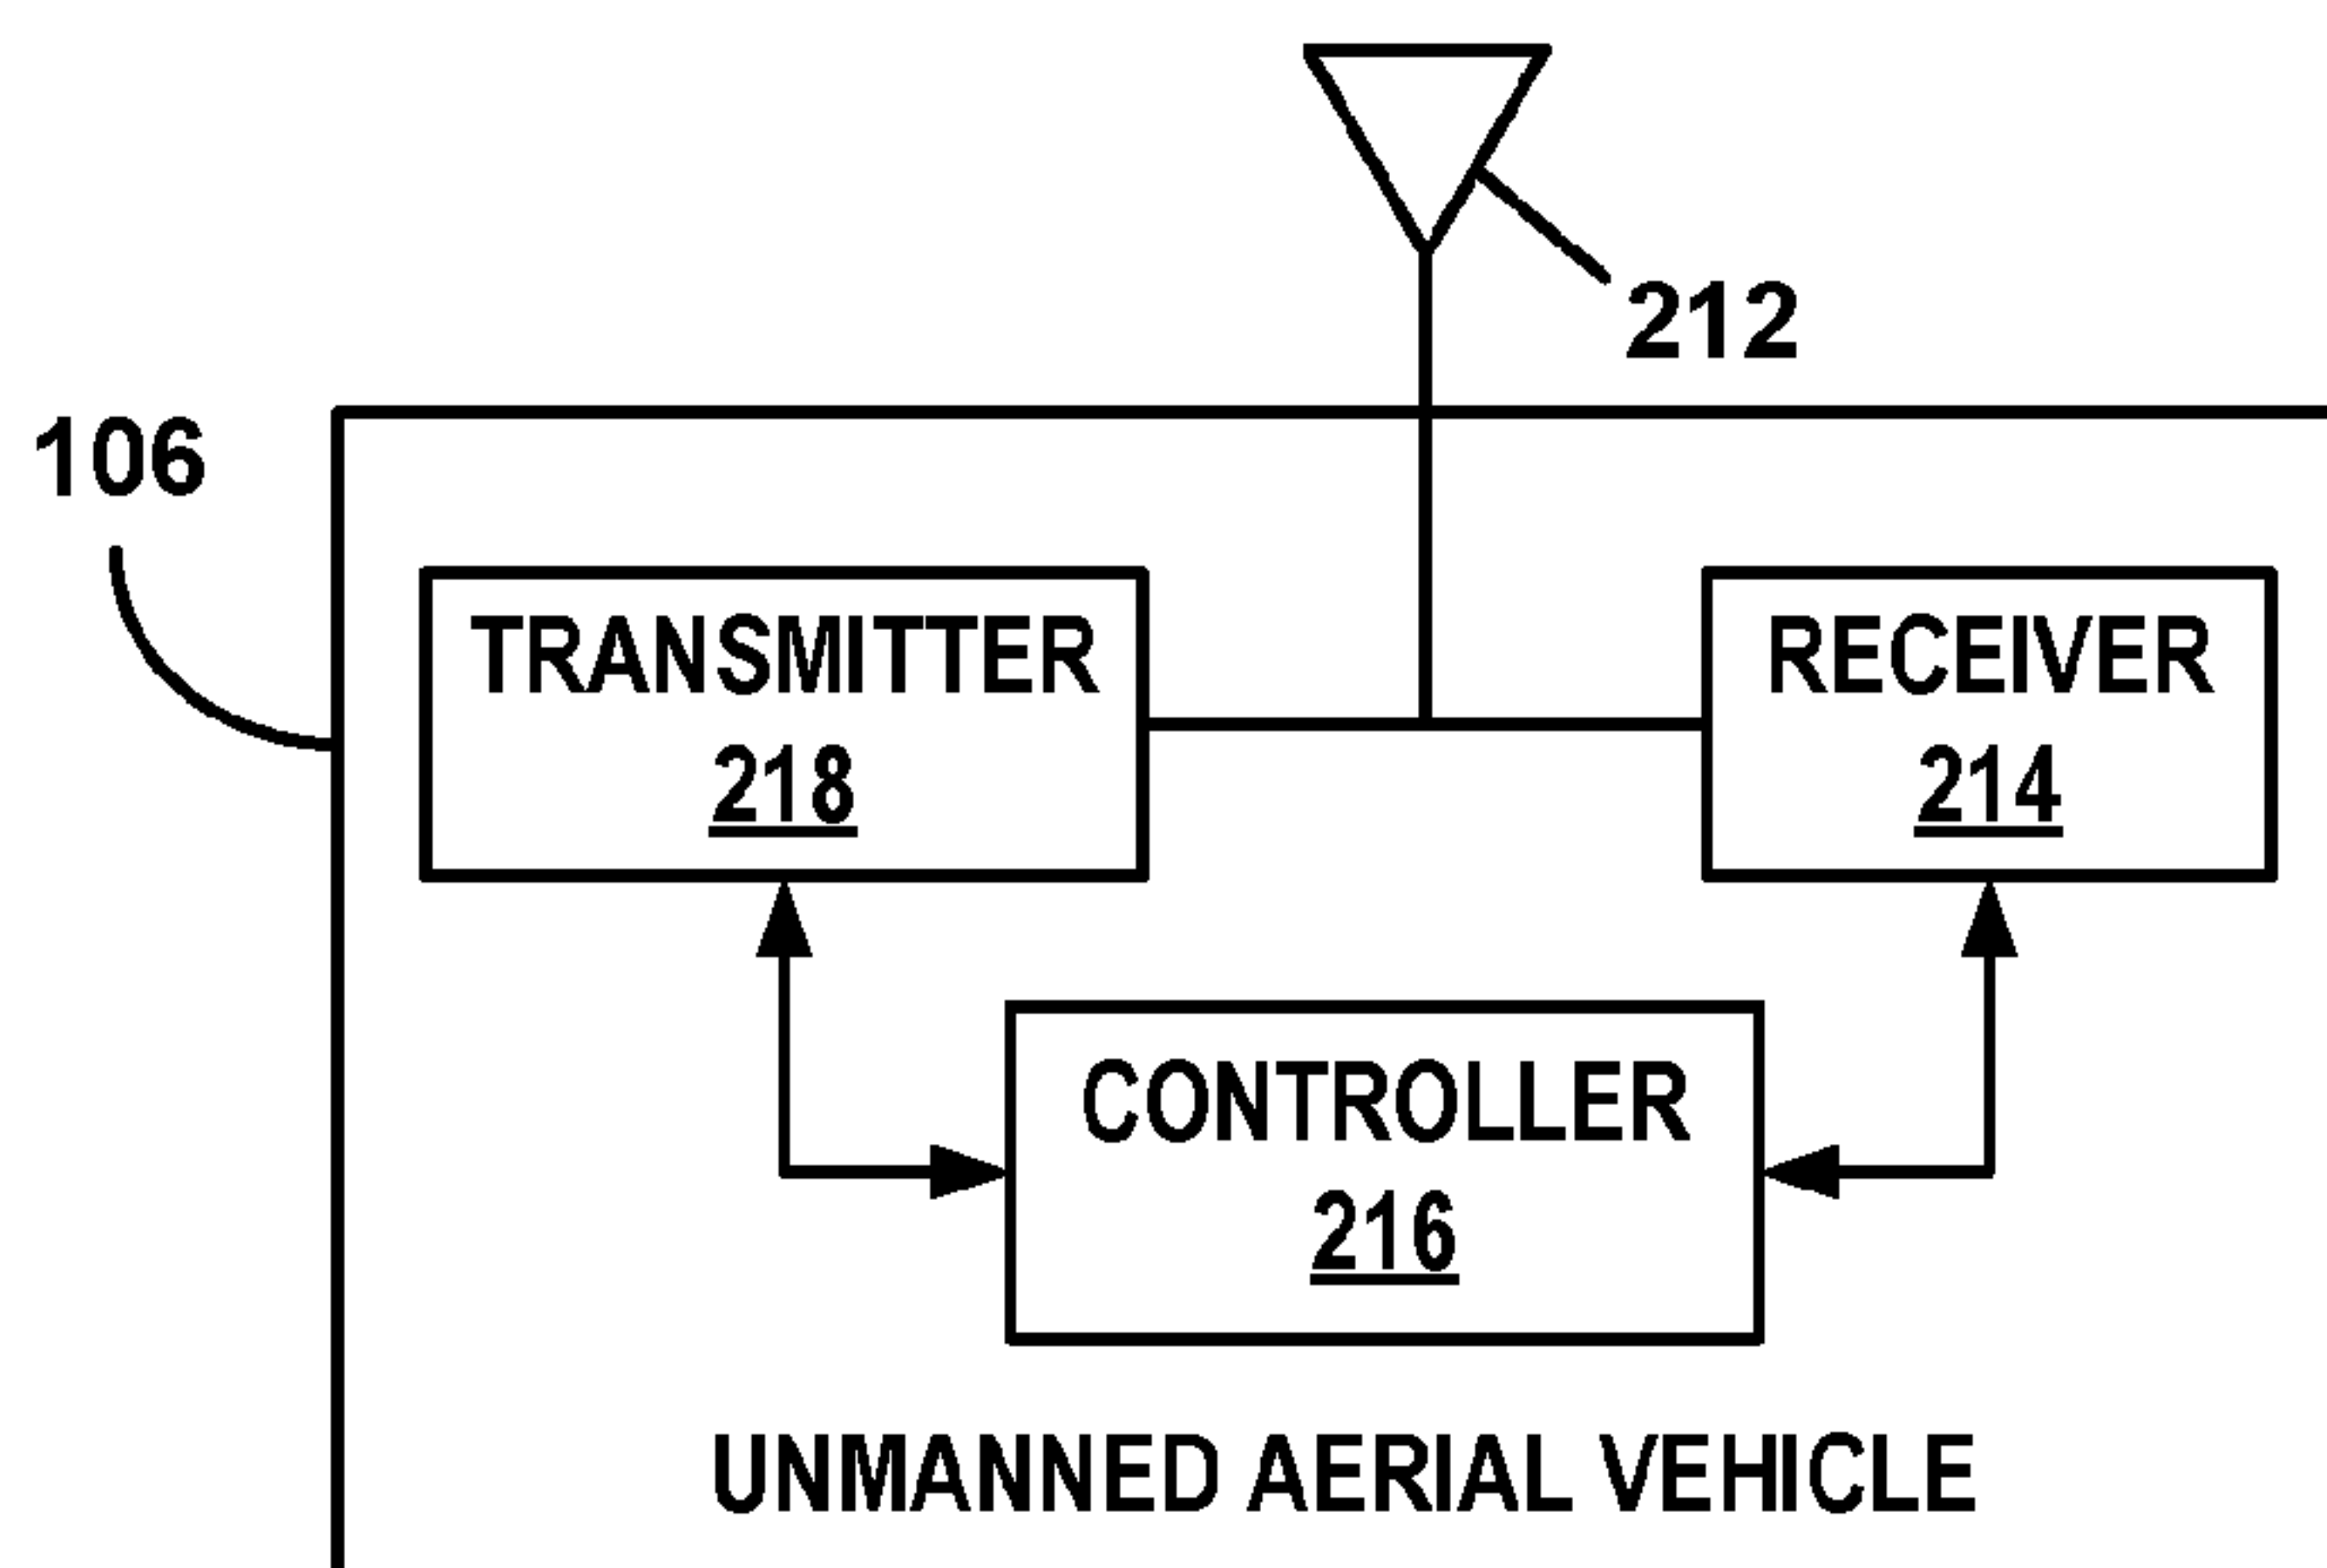 212
106
TRANSMITTER
218
RECEIVER
214
CONTROLLER
216
UNMANNED AERIAL VEHICLE